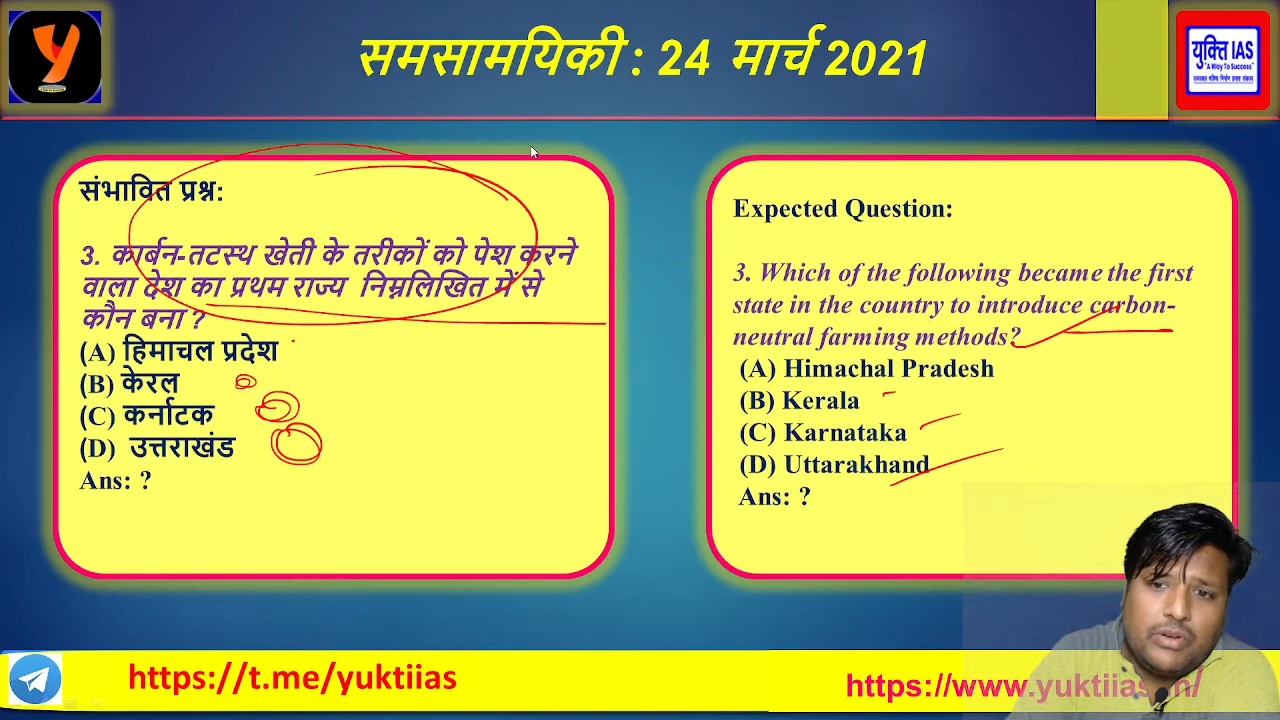 समसामयिकी : 24 मार्च 2021
युक्ति IAS
"A Way To Success"
संभावित प्रश्न:
3. कार्बन-तटस्थ खेती के तरीकों को पेश करने
वाला देश का प्रथम राज्य निम्नलिखित में से
कौन बना ?
(A) हिमाचल प्रदेश
(B) केरल
(C) कर्नाटक
(D) उत्तराखंड
Ans: ?
Expected Question:
3. Which of the following became the first
state in the country to introduce carbon-
neutral farming methods?
(A) Himachal Pradesh
(B) Kerala
(C) Karnataka
(D) Uttarakhand
Ans: ?
https://t.me/yuktiias
https://www.yuktiias.in/